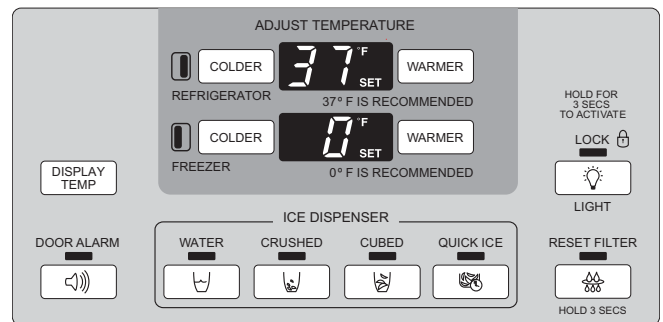 ADJUST TEMPERATURE
COLDER
37°F
SET
WARMER
REFRIGERATOR
37° F IS RECOMMENDED
COLDER
0°F
SET
WARMER
FREEZER
0° F IS RECOMMENDED
HOLD FOR
3 SECS
TO ACTIVATE
LOCK
LIGHT
DISPLAY
TEMP
ICE DISPENSER
DOOR ALARM
WATER
CRUSHED
CUBED
QUICK ICE
RESET FILTER
HOLD 3 SECS